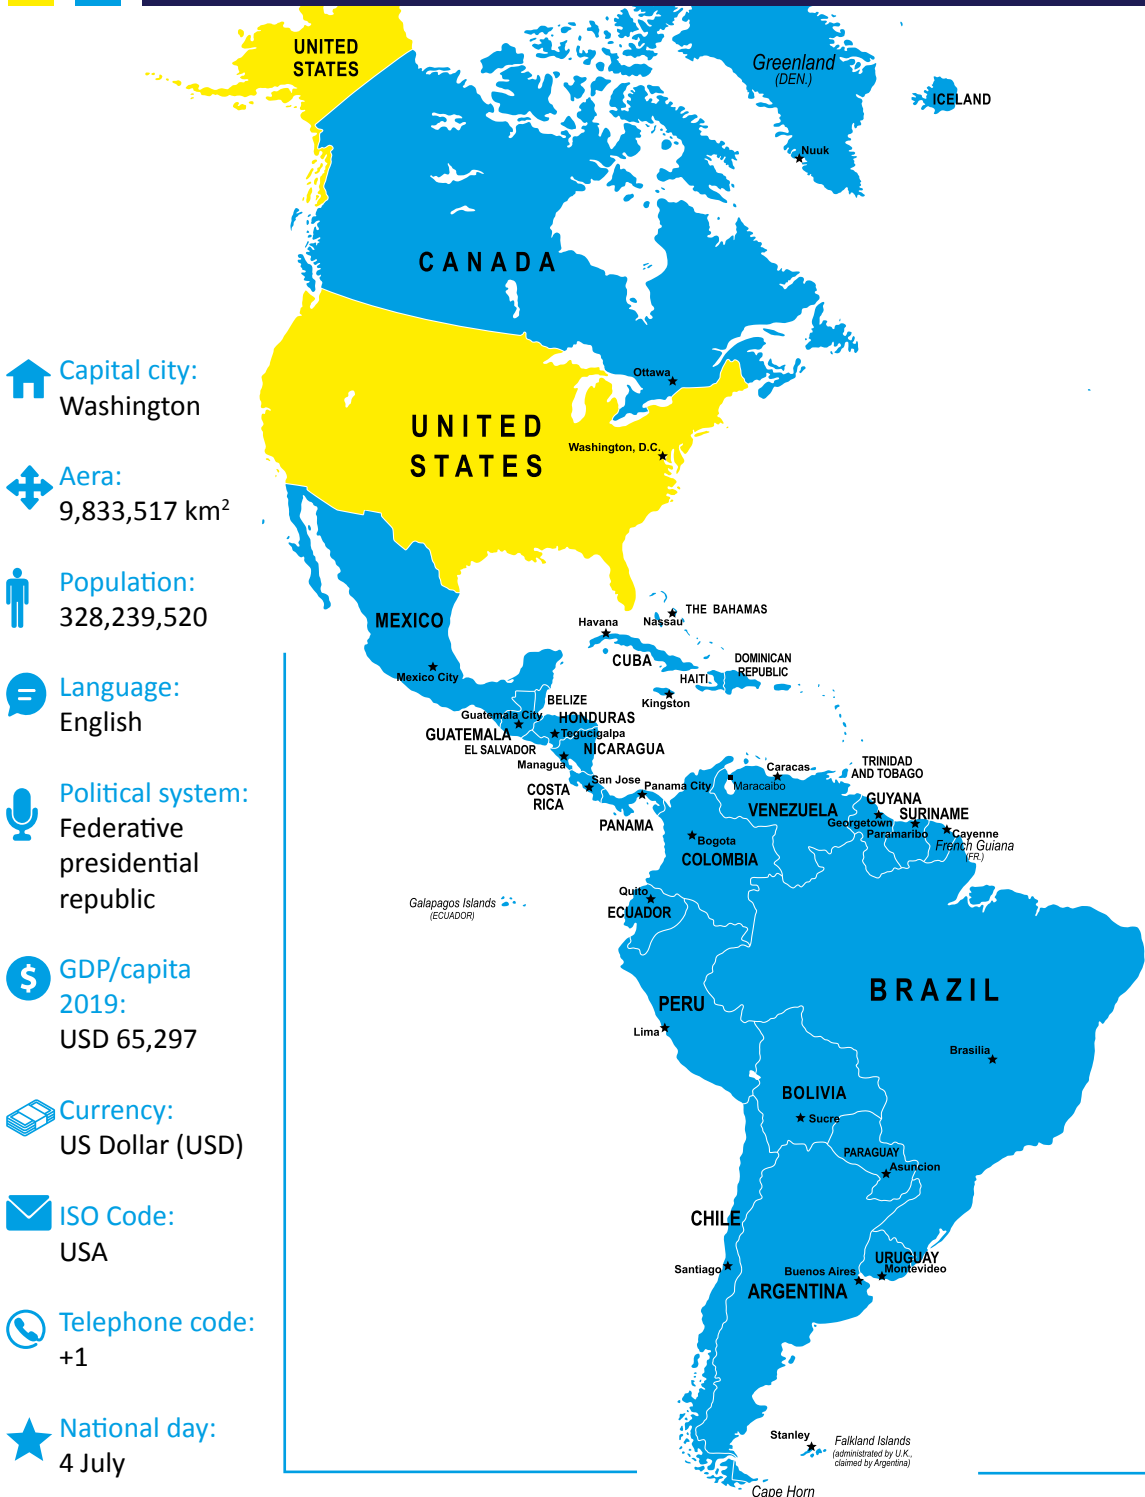 UNITED
STATES
Greenland
(DEN.)
ICELAND
Nuuk
CANADA
Ottawa
UNITED
STATES
Washington, D.C.
Capital city:
Washington
Aera:
9,833,517 km²
Population:
328,239,520
Language:
English
Political system:
Federative
presidential
republic
GDP/capita
2019:
USD 65,297
Currency:
US Dollar (USD)
ISO Code:
USA
Telephone code:
+1
National day:
4 July
MEXICO
Mexico City
Havana
Nassau
THE BAHAMAS
CUBA
DOMINICAN
REPUBLIC
HAITI
Kingston
BELIZE
Guatemala City
HONDURAS
GUATEMALA
Tegucigalpa
EL SALVADOR
NICARAGUA
Managua
San Jose
COSTA
RICA
Panama City
PANAMA
Caracas
Maracaibo
TRINIDAD
AND TOBAGO
VENEZUELA
GUYANA
SURINAME
Georgetown
Paramaribo
Cayenne
French Guiana
(FR.)
Bogota
COLOMBIA
Galapagos Islands
(ECUADOR)
Quito
ECUADOR
BRAZIL
PERU
Lima
Brasilia
BOLIVIA
Sucre
PARAGUAY
Asuncion
CHILE
Santiago
URUGUAY
Montevideo
Buenos Aires
ARGENTINA
Stanley
Falkland Islands
(administrated by U.K.,
claimed by Argentina)
Cape Horn